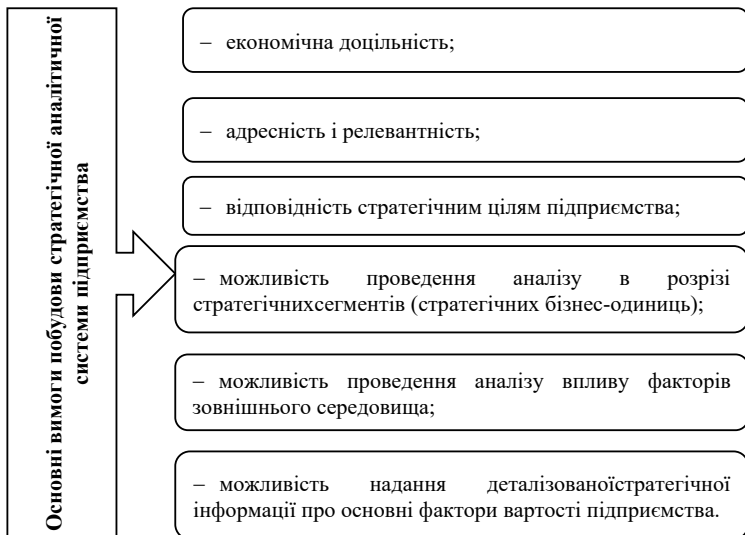 Основні вимоги побудови стратегічної аналітичної
системи підприємства
– економічна доцільність;
– адресність і релевантність;
– відповідність стратегічним цілям підприємства;
– можливість проведення аналізу в розрізі
стратегічнихсегментів (стратегічних бізнес-одиниць);
– можливість проведення аналізу впливу факторів
зовнішнього середовища;
– можливість надання деталізованоїстратегічної
інформації про основні фактори вартості підприємства.